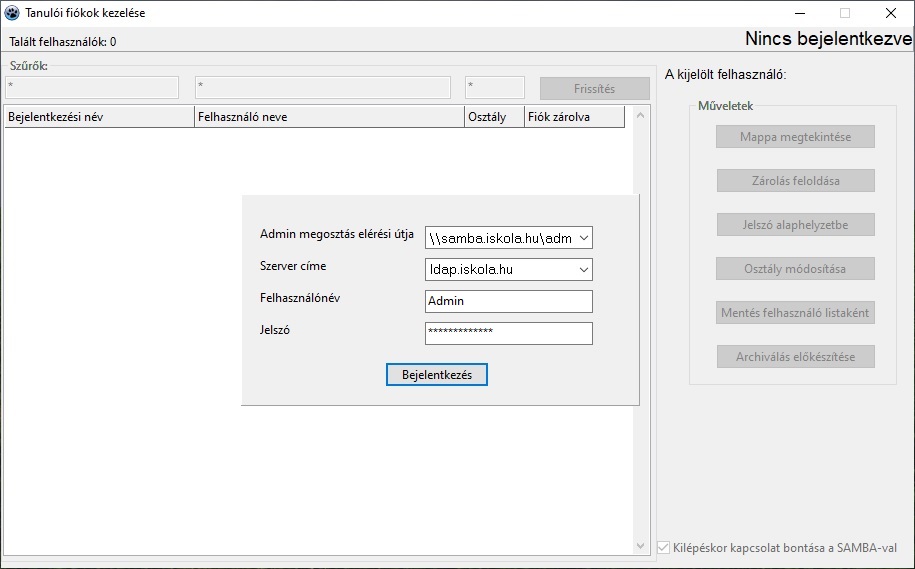 Tanulói fiókok kezelése
Talált felhasználók: 0
Nincs bejelentkezve
Szűrők:
* * * Frissítés
Bejelentkezési név Felhasználó neve Osztály Fiók zárolva
Admin megosztás elérési útja \\samba.iskola.hu\adm
Szerver címe ldap.iskola.hu
Felhasználónév Admin
Jelszó *************
Bejelentkezés
A kijelölt felhasználó:
Műveletek
Mappa megtekintése
Zárolás feloldása
Jelszó alaphelyzetbe
Osztály módosítása
Mentés felhasználó listaként
Archiválás előkészítése
Kilépéskor kapcsolat bontása a SAMBA-val